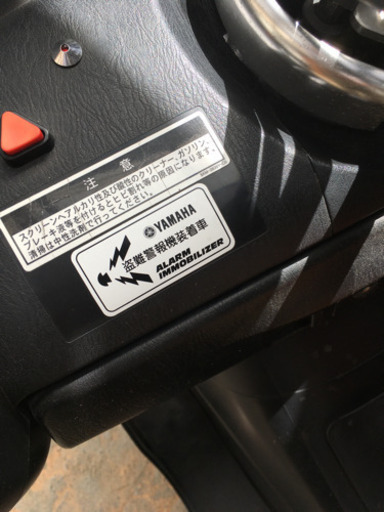 注意
スクリーンへアルカリ性及び酸性のクリーナー、ガソリン、
ブレーキ液等を付けるとヒビ割れ等の原因になります。
清掃は中性洗剤で行ってください。
YAMAHA
盗難警報機装着車
ALARM
IMMOBILIZER